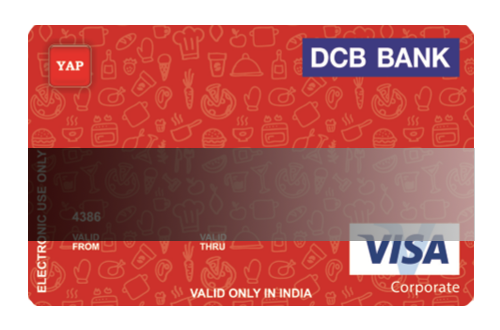 YAP
DCB BANK
ELECTRONIC USE ONLY
4386
VALID
FROM
VALID
THRU
VISA
Corporate
VALID ONLY IN INDIA